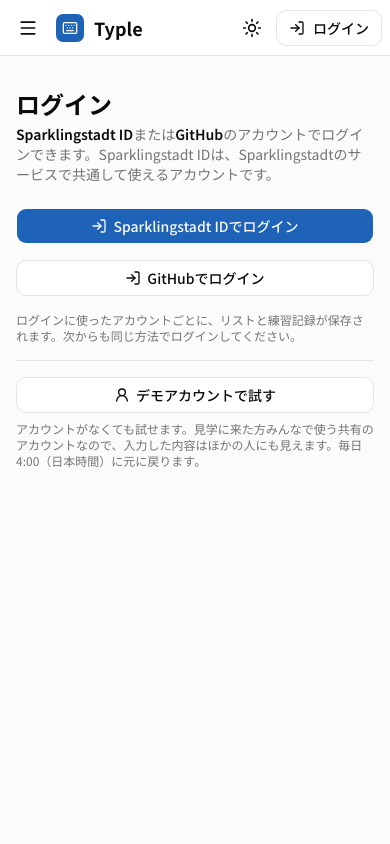 Typle
ログイン
ログイン
Sparklingstadt IDまたはGitHubのアカウントでログイ
ンできます。Sparklingstadt IDは、Sparklingstadtのサ
ービスで共通して使えるアカウントです。
Sparklingstadt IDでログイン
GitHubでログイン
ログインに使ったアカウントごとに、リストと練習記録が保存さ
れます。次からも同じ方法でログインしてください。
デモアカウントで試す
アカウントがなくても試せます。見学に来た方みんなで使う共有の
アカウントなので、入力した内容はほかの人にも見えます。毎日
4:00（日本時間）に元に戻ります。